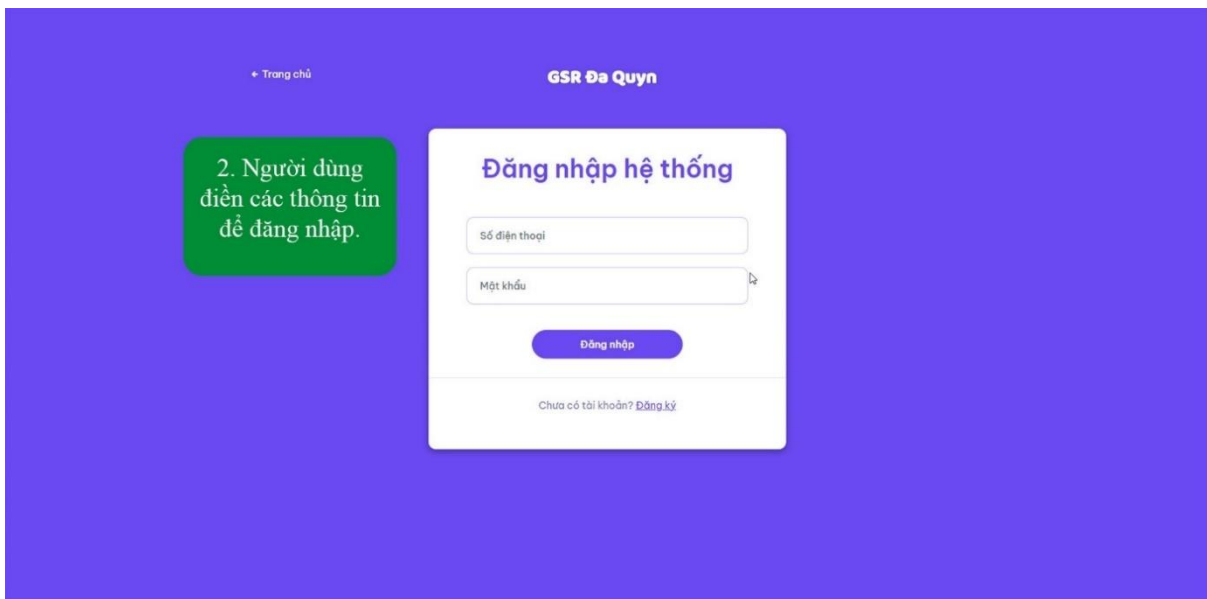 ← Trang chủ
GSR Đa Quyn
2. Người dùng
điền các thông tin
để đăng nhập.
Đăng nhập hệ thống
Số điện thoại
Mật khẩu
Đăng nhập
Chưa có tài khoản? Đăng ký